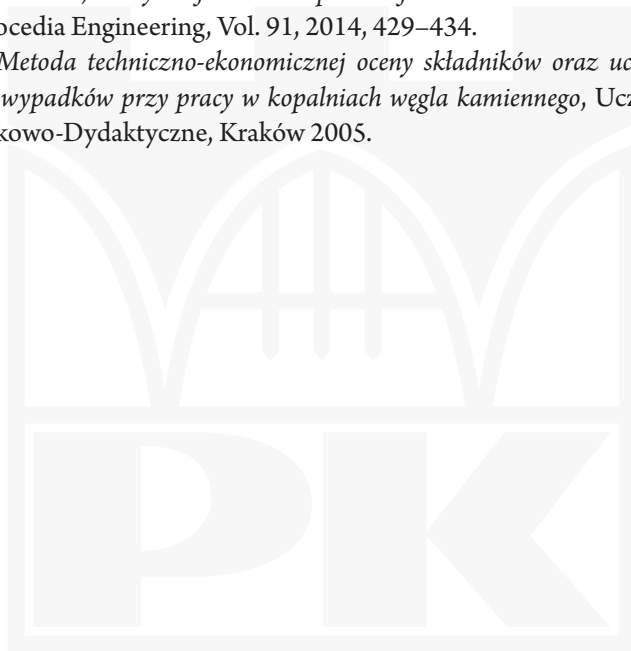 ocedia Engineering, Vol. 91, 2014, 429–434.
Metoda techniczno-ekonomicznej oceny składników oraz uc
wypadków przy pracy w kopalniach węgla kamiennego, Ucz
kowo-Dydaktyczne, Kraków 2005.
PK